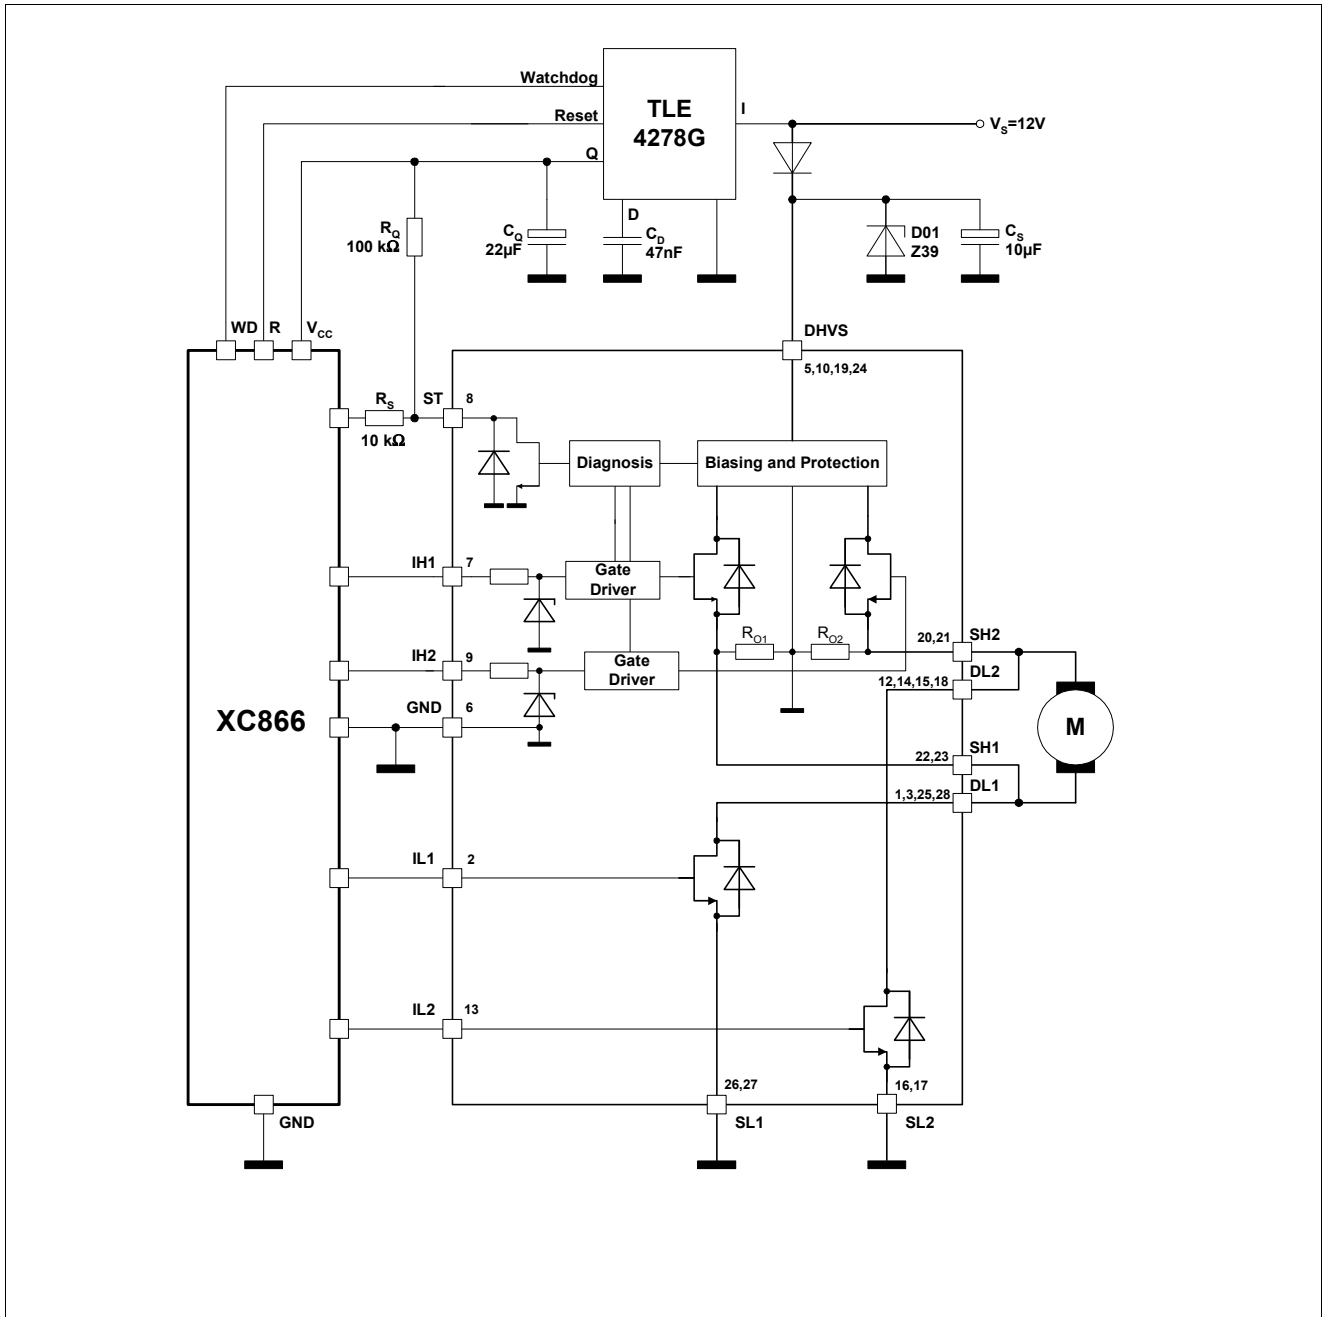 Watchdog
TLE
4278G
I
Reset
V_S=12V
Q
D
R_Q
100 kΩ
C_Q
22µF
C_D
47nF
D01
Z39
C_S
10µF
WD R V_CC
DHVS
5,10,19,24
R_S
10 kΩ
ST 8
Diagnosis
Biasing and Protection
IH1 7
Gate
Driver
R_O1
R_O2
20,21 SH2
IH2 9
Gate
Driver
12,14,15,18 DL2
GND 6
XC866
M
22,23 SH1
1,3,25,28 DL1
IL1 2
IL2 13
26,27
16,17
GND
SL1
SL2